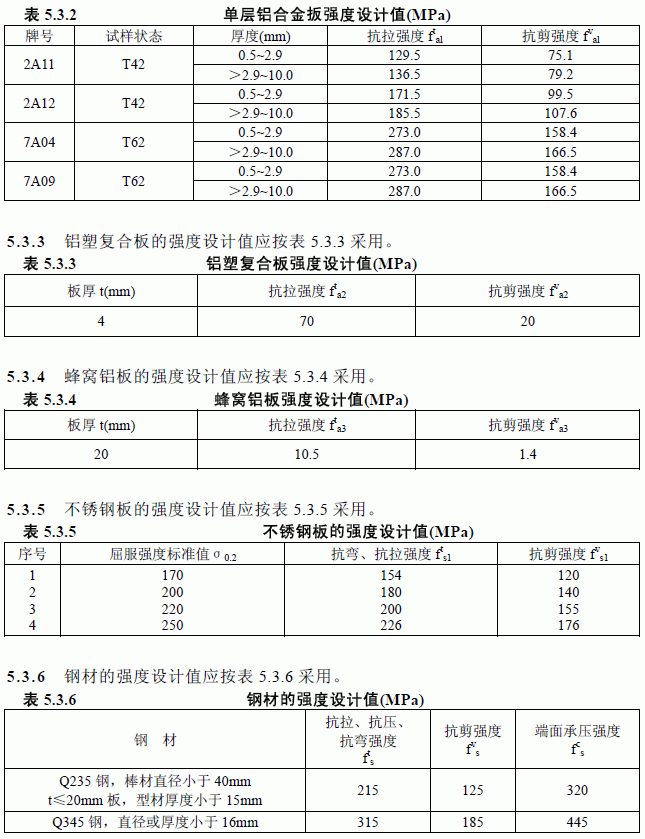 表 5.3.2 单层铝合金扳强度设计值(MPa)
牌号 试样状态 厚度(mm) 抗拉强度 fᵗa1 抗剪强度 fᵛa1
2A11 T42 0.5~2.9 129.5 75.1
>2.9~10.0 136.5 79.2
2A12 T42 0.5~2.9 171.5 99.5
>2.9~10.0 185.5 107.6
7A04 T62 0.5~2.9 273.0 158.4
>2.9~10.0 287.0 166.5
7A09 T62 0.5~2.9 273.0 158.4
>2.9~10.0 287.0 166.5
5.3.3 铝塑复合板的强度设计值应按表 5.3.3 采用。
表 5.3.3 铝塑复合板强度设计值(MPa)
板厚 t(mm) 抗拉强度 fᵗa2 抗剪强度 fᵛa2
4 70 20
5.3.4 蜂窝铝板的强度设计值应按表 5.3.4 采用。
表 5.3.4 蜂窝铝板强度设计值(MPa)
板厚 t(mm) 抗拉强度 fᵗa3 抗剪强度 fᵛa3
20 10.5 1.4
5.3.5 不锈钢板的强度设计值应按表 5.3.5 采用。
表 5.3.5 不锈钢板的强度设计值(MPa)
序号 屈服强度标准值 σ0.2 抗弯、抗拉强度 fᵗs1 抗剪强度 fᵛs1
1 170 154 120
2 200 180 140
3 220 200 155
4 250 226 176
5.3.6 钢材的强度设计值应按表 5.3.6 采用。
表 5.3.6 钢材的强度设计值(MPa)
钢 材 抗拉、抗压、 抗剪强度 端面承压强度
抗弯强度 fᵛs fᶜs
fᵗs
Q235 钢，棒材直径小于 40mm 215 125 320
t≤20mm 板，型材厚度小于 15mm
Q345 钢，直径或厚度小于 16mm 315 185 445